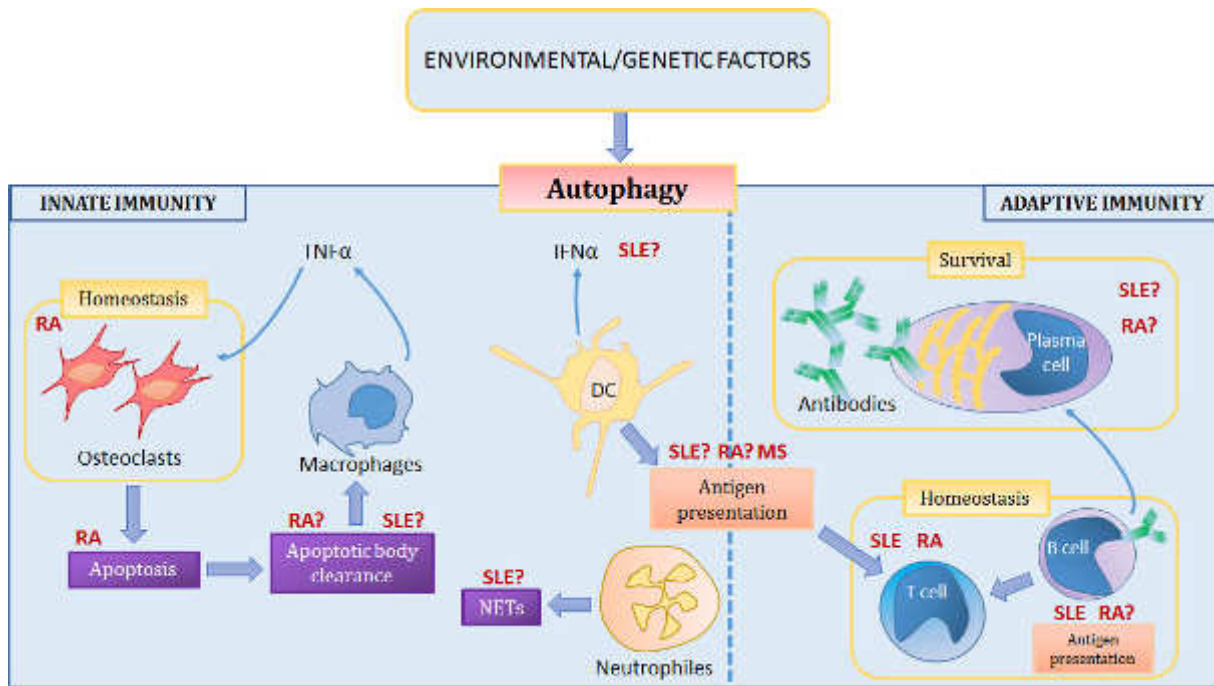 ENVIRONMENTAL/GENETIC FACTORS
Autophagy
INNATE IMMUNITY
ADAPTIVE IMMUNITY
TNFα
IFNα SLE?
Survival
Homeostasis
RA
SLE?
RA?
Plasma
cell
DC
Antibodies
Osteoclasts
Macrophages
SLE? RA? MS
Antigen
presentation
Homeostasis
RA
RA? SLE?
SLE RA
B cell
Apoptosis
Apoptotic body
clearance
SLE?
NETs
T cell
SLE RA?
Antigen
presentation
Neutrophiles